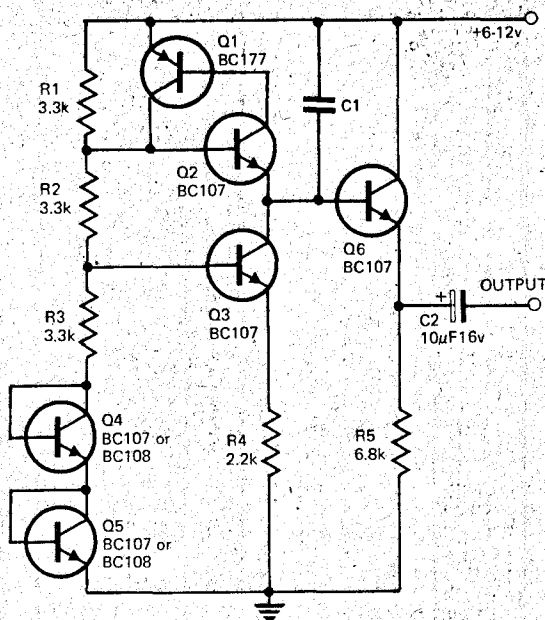 Q1
BC177
+6-12v
R1
3.3k
C1
Q2
BC107
R2
3.3k
Q6
BC107
Q3
BC107
OUTPUT
+
C2
10μF16v
R3
3.3k
Q4
BC107 or
BC108
R4
2.2k
R5
6.8k
Q5
BC107 or
BC108